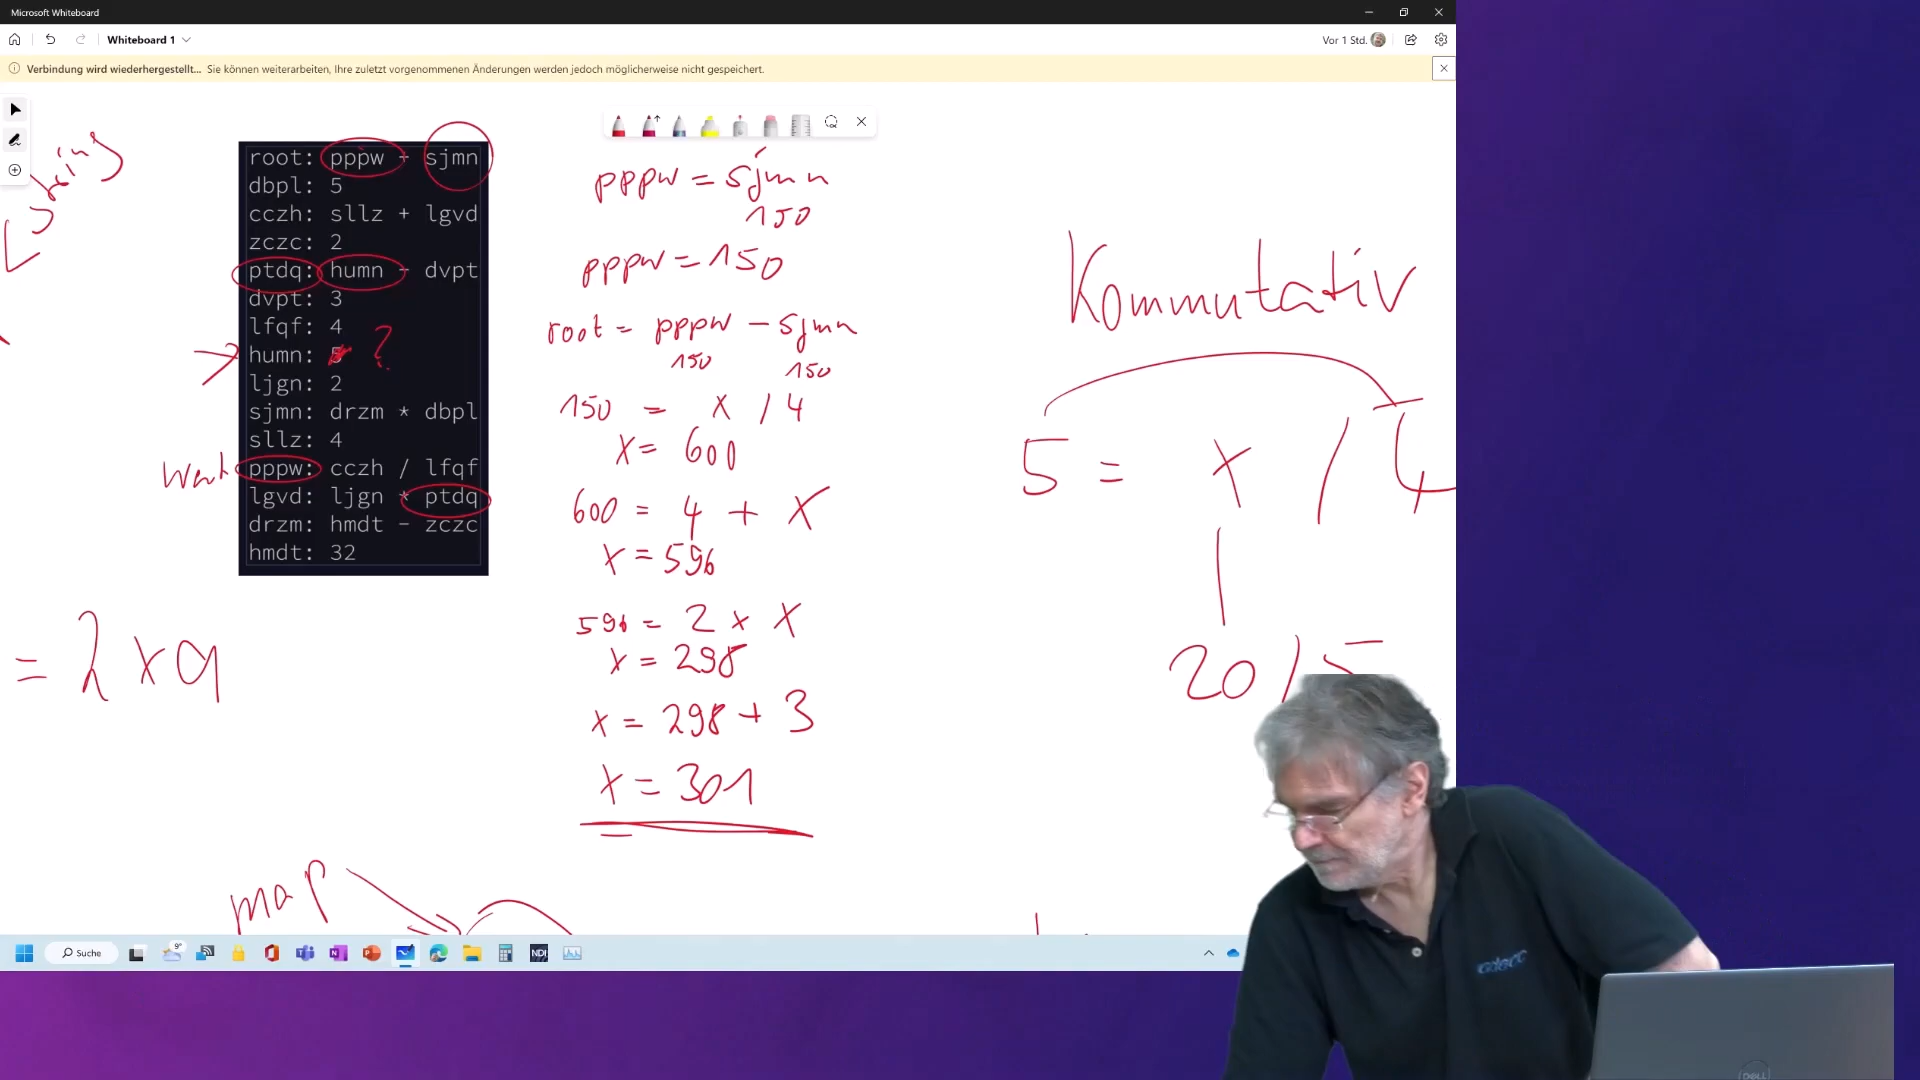 Microsoft Whiteboard
Whiteboard 1
Vor 1 Std.
Verbindung wird wiederhergestellt... Sie können weiterarbeiten, Ihre zuletzt vorgenommenen Änderungen werden jedoch möglicherweise nicht gespeichert.
root: pppw + sjmn
dbpl: 5
cczh: sllz + lgvd
zczc: 2
ptdq: humn - dvpt
dvpt: 3
lfqf: 4
humn: ?
ljgn: 2
sjmn: drzm * dbpl
sllz: 4
pppw: cczh / lfqf
lgvd: ljgn * ptdq
drzm: hmdt - zczc
hmdt: 32
= 2 x a
map
pppw = sjmn
150
pppw = 150
root = pppw - sjmn
150 150
150 = x / 4
x = 600
600 = 4 + x
x = 596
596 = 2 x x
x = 298
x = 298 + 3
x = 301
Kommutativ
5 = x / 4
20 / 5
Suche
9°
NDI
DELL